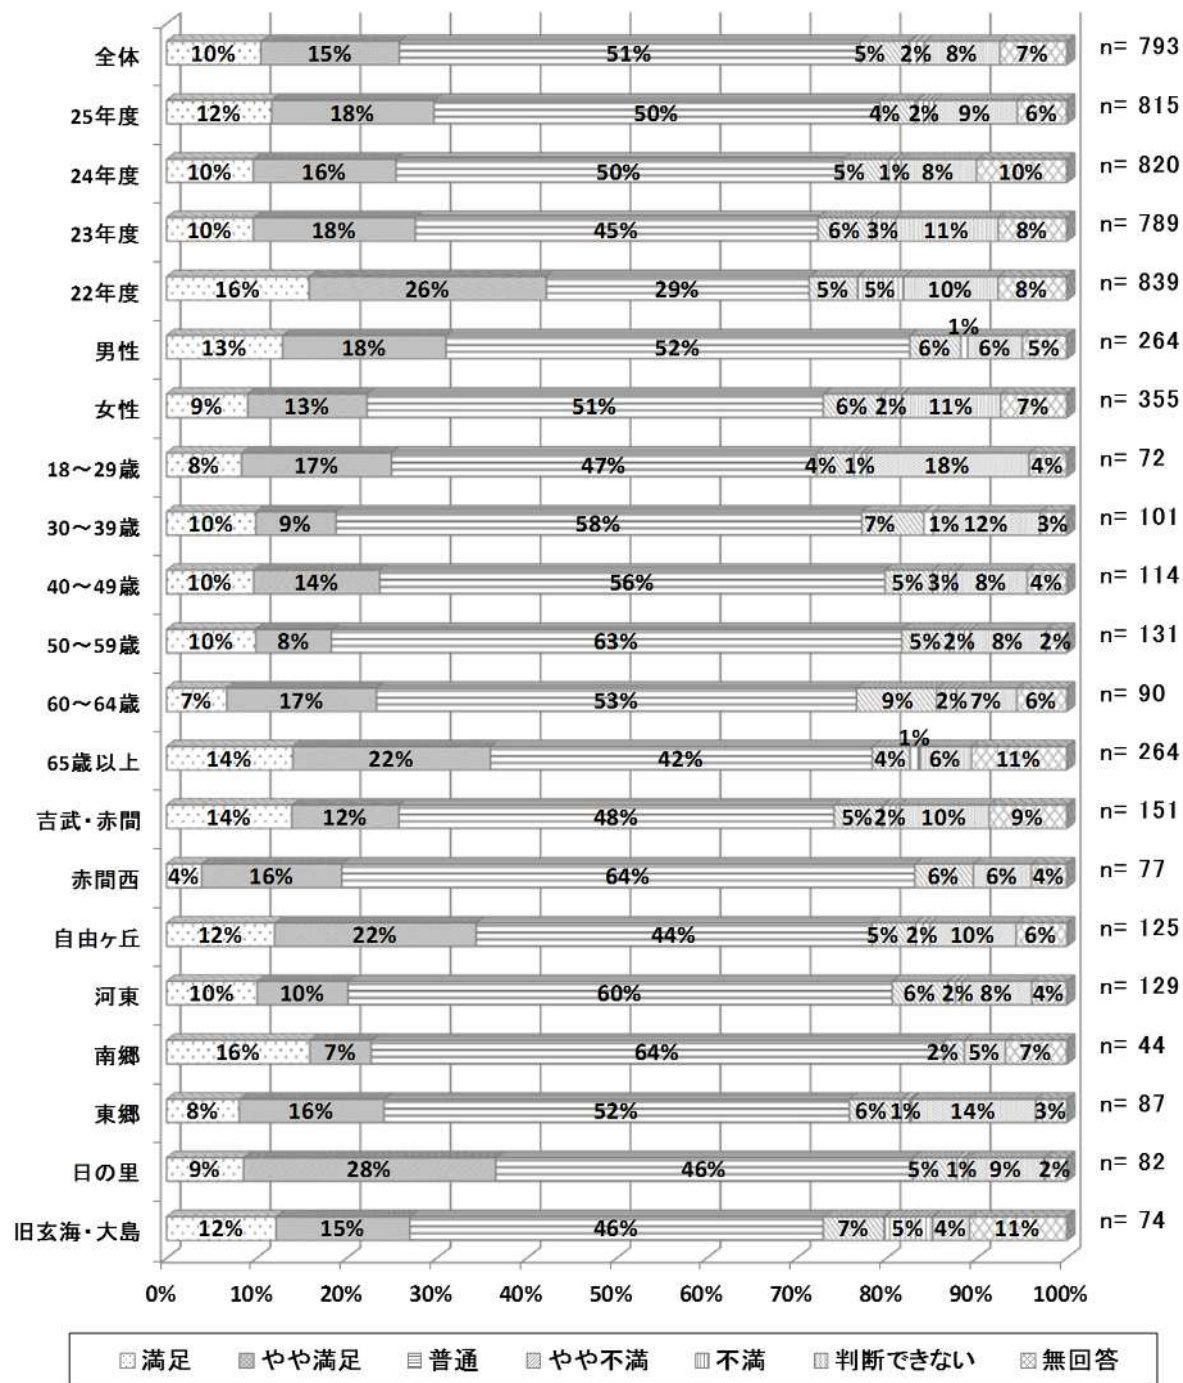 全体 10% 15% 51% 5% 2% 8% 7% n= 793
25年度 12% 18% 50% 4% 2% 9% 6% n= 815
24年度 10% 16% 50% 5% 1% 8% 10% n= 820
23年度 10% 18% 45% 6% 3% 11% 8% n= 789
22年度 16% 26% 29% 5% 5% 10% 8% n= 839
男性 13% 18% 52% 6% 1% 6% 5% n= 264
女性 9% 13% 51% 6% 2% 11% 7% n= 355
18～29歳 8% 17% 47% 4% 1% 18% 4% n= 72
30～39歳 10% 9% 58% 7% 1% 12% 3% n= 101
40～49歳 10% 14% 56% 5% 3% 8% 4% n= 114
50～59歳 10% 8% 63% 5% 2% 8% 2% n= 131
60～64歳 7% 17% 53% 9% 2% 7% 6% n= 90
65歳以上 14% 22% 42% 4% 1% 6% 11% n= 264
吉武・赤間 14% 12% 48% 5% 2% 10% 9% n= 151
赤間西 4% 16% 64% 6% 6% 4% n= 77
自由ヶ丘 12% 22% 44% 5% 2% 10% 6% n= 125
河東 10% 10% 60% 6% 2% 8% 4% n= 129
南郷 16% 7% 64% 2% 5% 7% n= 44
東郷 8% 16% 52% 6% 1% 14% 3% n= 87
日の里 9% 28% 46% 5% 1% 9% 2% n= 82
旧玄海・大島 12% 15% 46% 7% 5% 4% 11% n= 74
0% 10% 20% 30% 40% 50% 60% 70% 80% 90% 100%
満足 やや満足 普通 やや不満 不満 判断できない 無回答